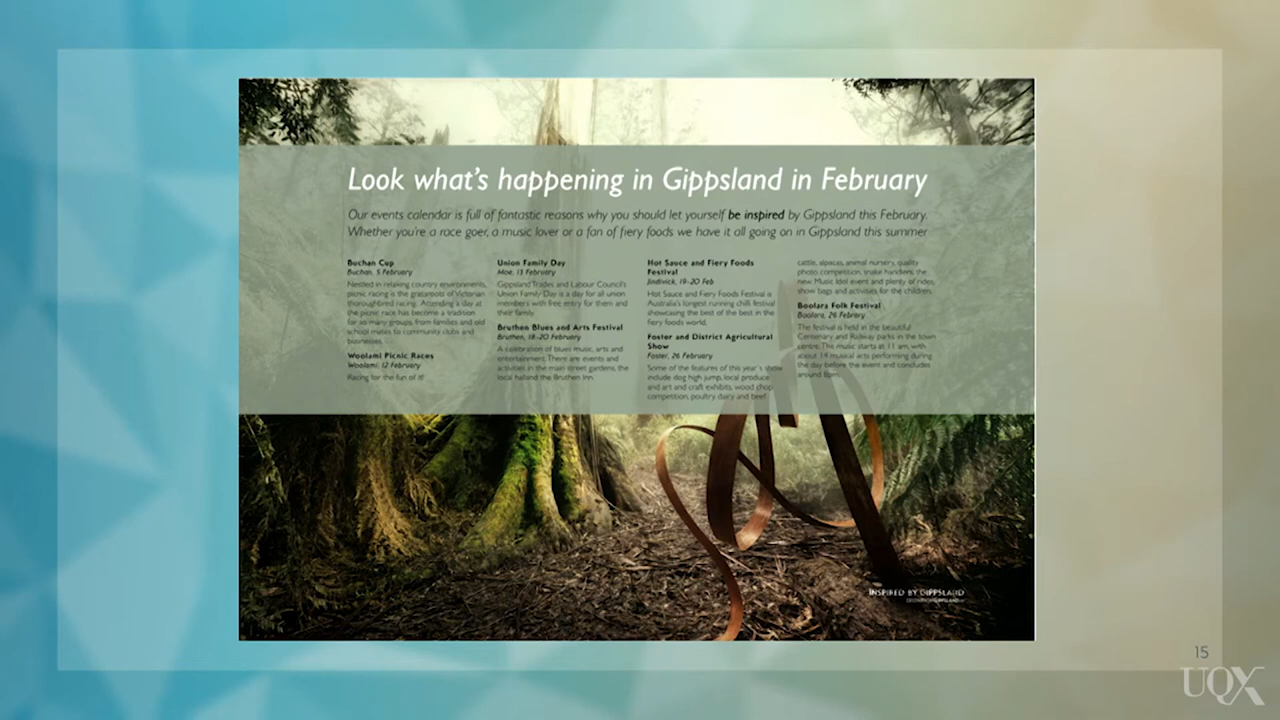 Look what's happening in Gippsland in February
Our events calendar is full of fantastic reasons why you should let yourself be inspired by Gippsland this February.
Whether you're a race goer, a music lover or a fan of fiery foods we have it all going on in Gippsland this summer
Buchan Cup
Buchan, 5 February
Nestled in relaxing country environments,
picnic racing is the grassroots of Victorian
thoroughbred racing. Attending a day at
the picnic race has become a tradition
for so many groups, from families and old
school mates to community clubs and
businesses.
Woolami Picnic Races
Woolami, 12 February
Racing for the fun of it!
Union Family Day
Moe, 13 February
Gippsland Trades and Labour Council's
Union Family Day is a day for all union
members with free entry for them and
their family.
Bruthen Blues and Arts Festival
Bruthen, 18-20 February
A celebration of blues music, arts and
entertainment. There are events and
activities in the main street gardens, the
local hall and the Bruthen Inn.
Hot Sauce and Fiery Foods
Festival
Jindivick, 19-20 Feb
Hot Sauce and Fiery Foods Festival is
Australia's longest running chilli festival
showcasing the best of the best in the
fiery foods world.
Foster and District Agricultural
Show
Foster, 26 February
Some of the features of this year's show
include dog high jump, local produce
and art and craft exhibits, wood chop
competition, poultry, dairy and beef
cattle, alpacas, animal nursery, quality
photo competition, snake handlers, the
new Music Idol event and plenty of rides,
show bags and activities for the children.
Boolara Folk Festival
Boolara, 26 February
The festival is held in the beautiful
Centenary and Railway parks in the town
centre. The music starts at 11 am, with
about 14 musical acts performing during
the day before the event and concludes
around 8pm.
INSPIRED BY GIPPSLAND
15
UQX